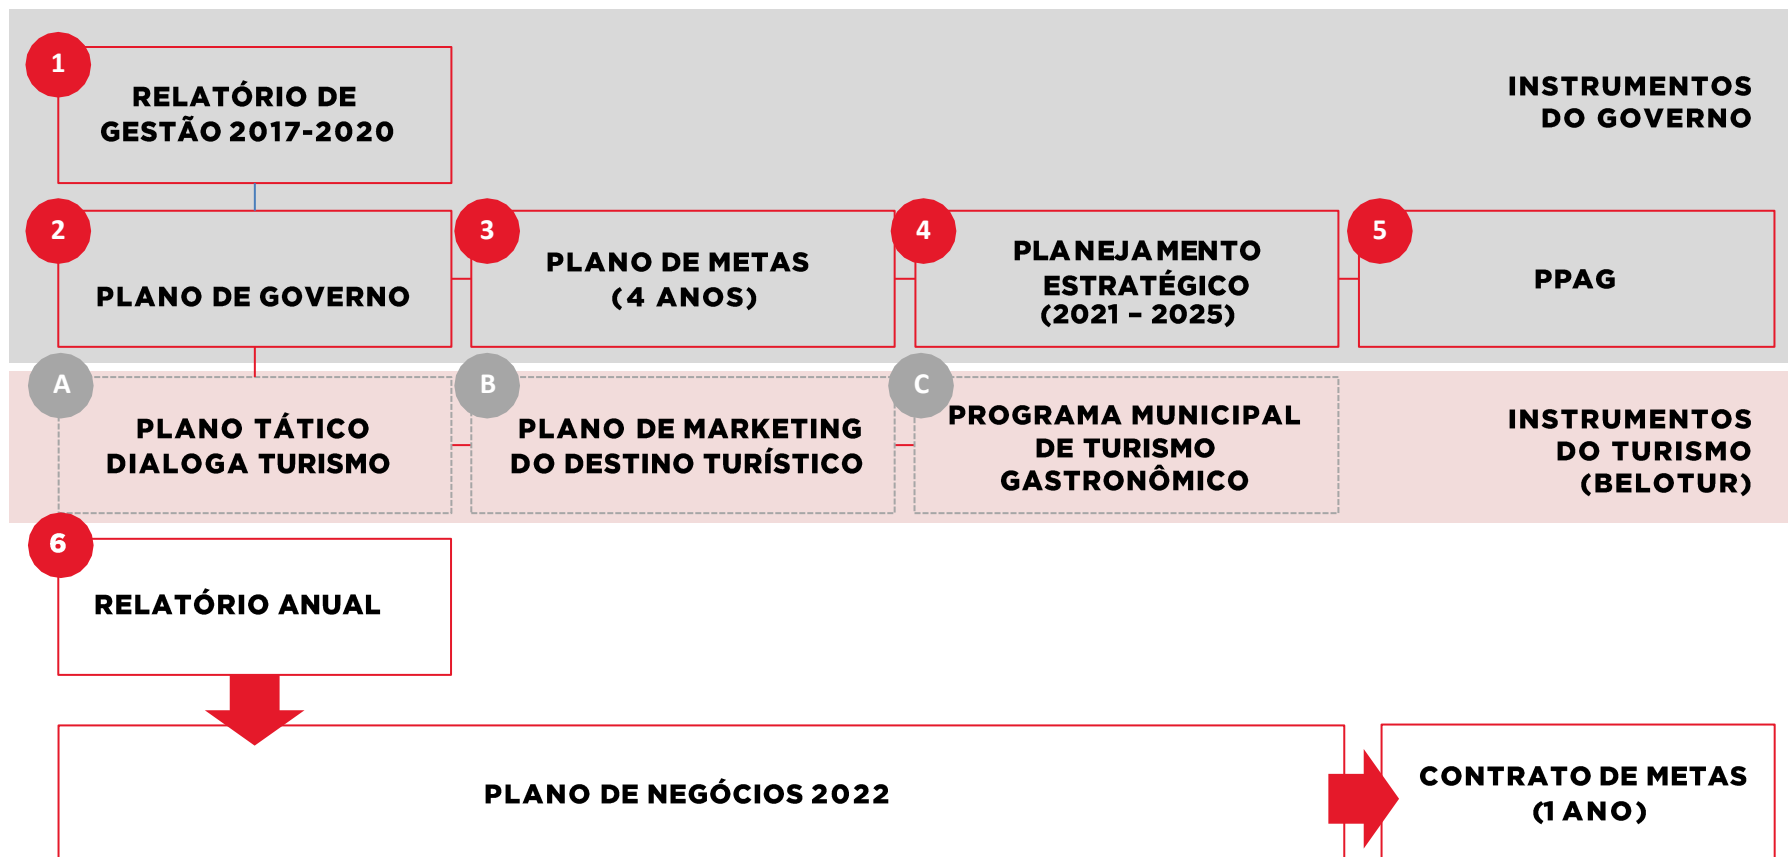 1
RELATÓRIO DE
GESTÃO 2017-2020
INSTRUMENTOS
DO GOVERNO
2
PLANO DE GOVERNO
3
PLANO DE METAS
(4 ANOS)
4
PLANEJAMENTO
ESTRATÉGICO
(2021 – 2025)
5
PPAG
A
PLANO TÁTICO
DIALOGA TURISMO
B
PLANO DE MARKETING
DO DESTINO TURÍSTICO
C
PROGRAMA MUNICIPAL
DE TURISMO
GASTRONÔMICO
INSTRUMENTOS
DO TURISMO
(BELOTUR)
6
RELATÓRIO ANUAL
PLANO DE NEGÓCIOS 2022
CONTRATO DE METAS
(1 ANO)